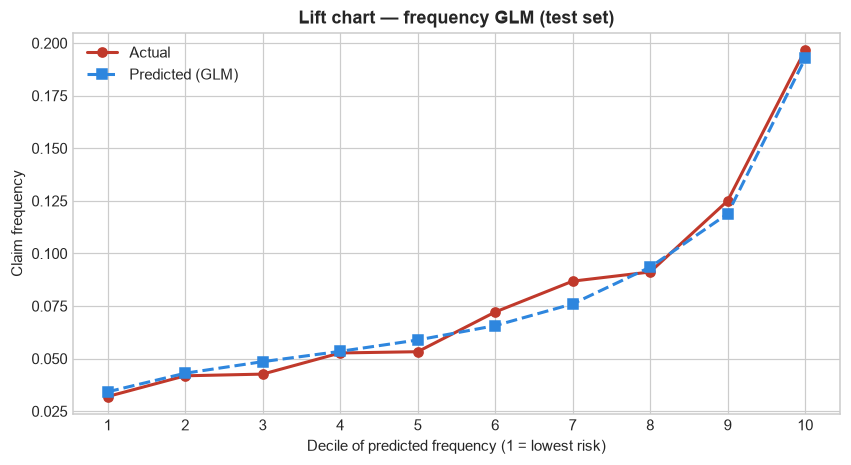 Lift chart — frequency GLM (test set)
Actual
Predicted (GLM)
Claim frequency
0.200
0.175
0.150
0.125
0.100
0.075
0.050
0.025
1 2 3 4 5 6 7 8 9 10
Decile of predicted frequency (1 = lowest risk)